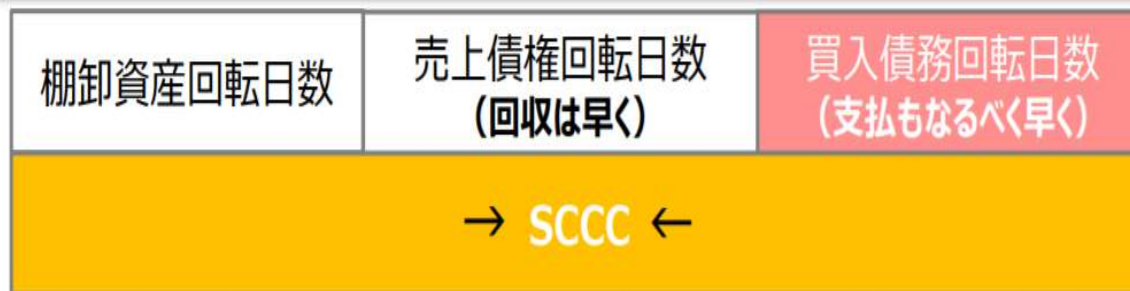 棚卸資産回転日数
売上債権回転日数
(回収は早く)
買入債務回転日数
(支払もなるべく早く)
→ SCCC ←